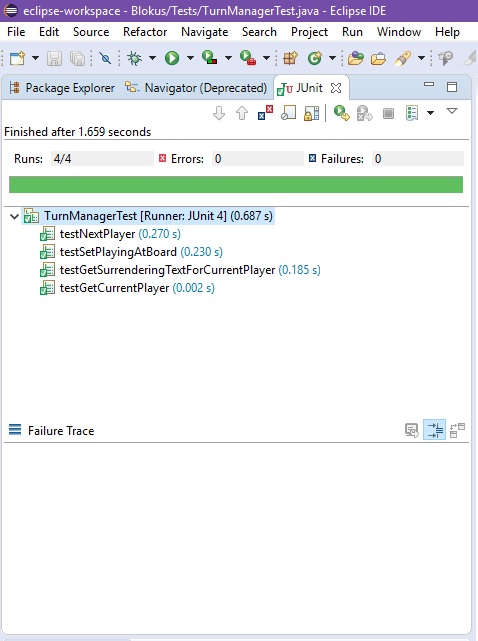 eclipse-workspace - Blokus/Tests/TurnManagerTest.java - Eclipse IDE
File Edit Source Refactor Navigate Search Project Run Window Help
Package Explorer Navigator (Deprecated) JUnit
Finished after 1.659 seconds
Runs: 4/4 Errors: 0 Failures: 0
TurnManagerTest [Runner: JUnit 4] (0.687 s)
testNextPlayer (0.270 s)
testSetPlayingAtBoard (0.230 s)
testGetSurrenderingTextForCurrentPlayer (0.185 s)
testGetCurrentPlayer (0.002 s)
Failure Trace